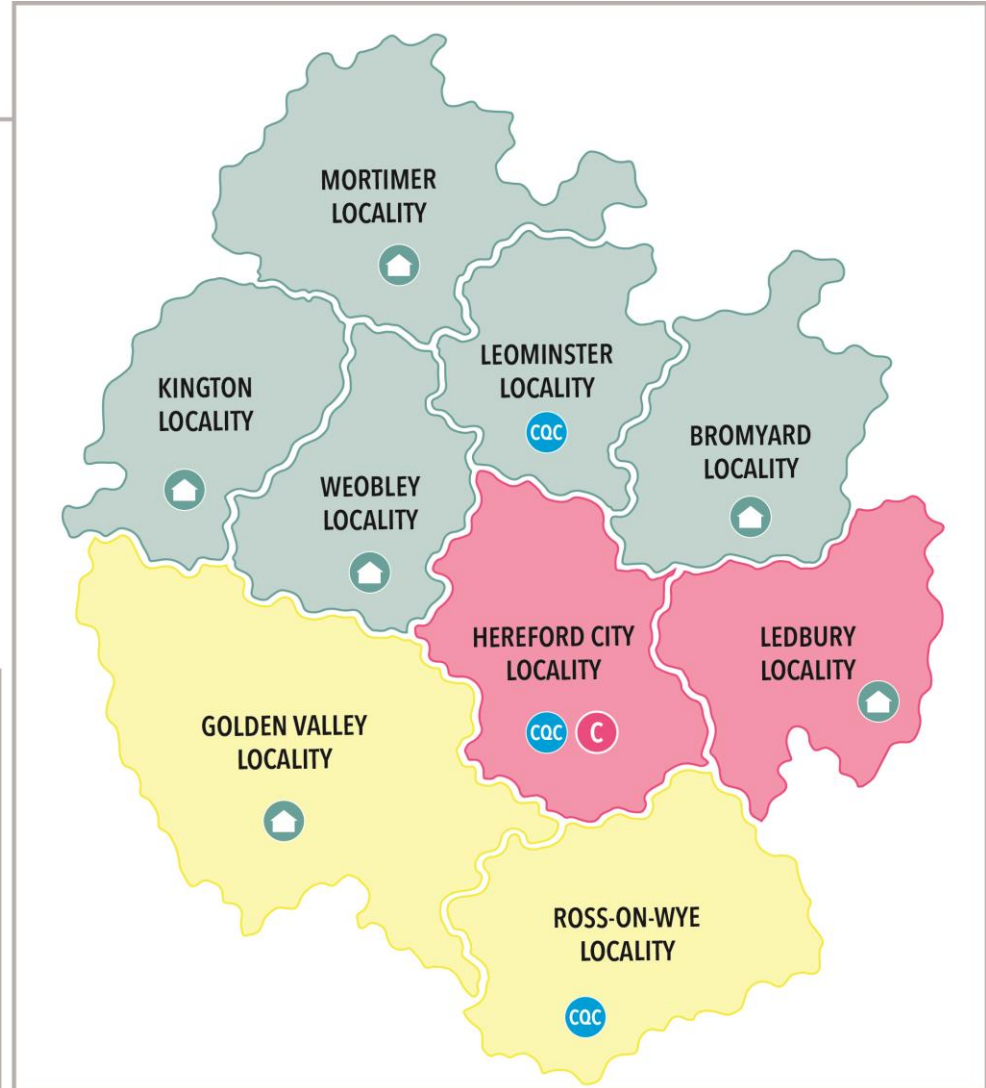 MORTIMER
LOCALITY
LEOMINSTER
LOCALITY
CQC
KINGTON
LOCALITY
BROMYARD
LOCALITY
WEOBLEY
LOCALITY
HEREFORD CITY
LOCALITY
CQC C
LEDBURY
LOCALITY
GOLDEN VALLEY
LOCALITY
ROSS-ON-WYE
LOCALITY
CQC